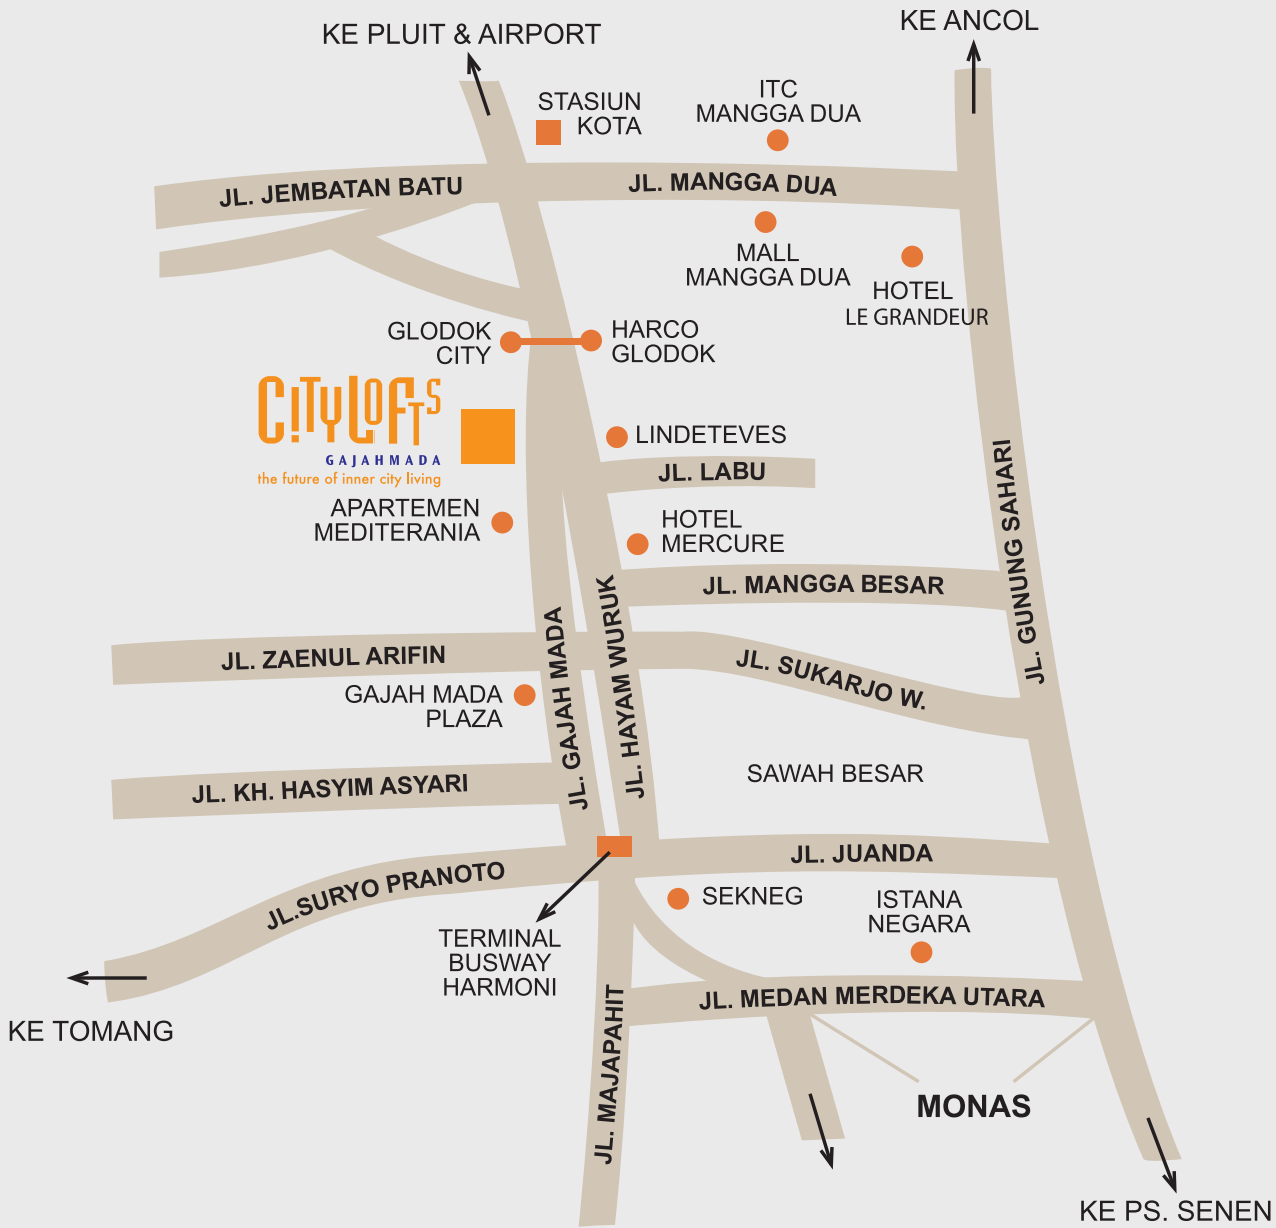 KE ANCOL
KE PLUIT & AIRPORT
STASIUN
KOTA
ITC
MANGGA DUA
JL. JEMBATAN BATU
JL. MANGGA DUA
MALL
MANGGA DUA
HOTEL
LE GRANDEUR
GLODOK
CITY
HARCO
GLODOK
CITYLOFTS
GAJAHMADA
the future of inner city living
LINDETEVES
JL. LABU
APARTEMEN
MEDITERANIA
HOTEL
MERCURE
JL. GUNUNG SAHARI
JL. MANGGA BESAR
JL. ZAENUL ARIFIN
JL. GAJAH MADA
JL. HAYAM WURUK
JL. SUKARJO W.
GAJAH MADA
PLAZA
SAWAH BESAR
JL. KH. HASYIM ASYARI
JL. JUANDA
JL.SURYO PRANOTO
SEKNEG
ISTANA
NEGARA
TERMINAL
BUSWAY
HARMONI
JL. MEDAN MERDEKA UTARA
KE TOMANG
JL. MAJAPAHIT
MONAS
KE PS. SENEN